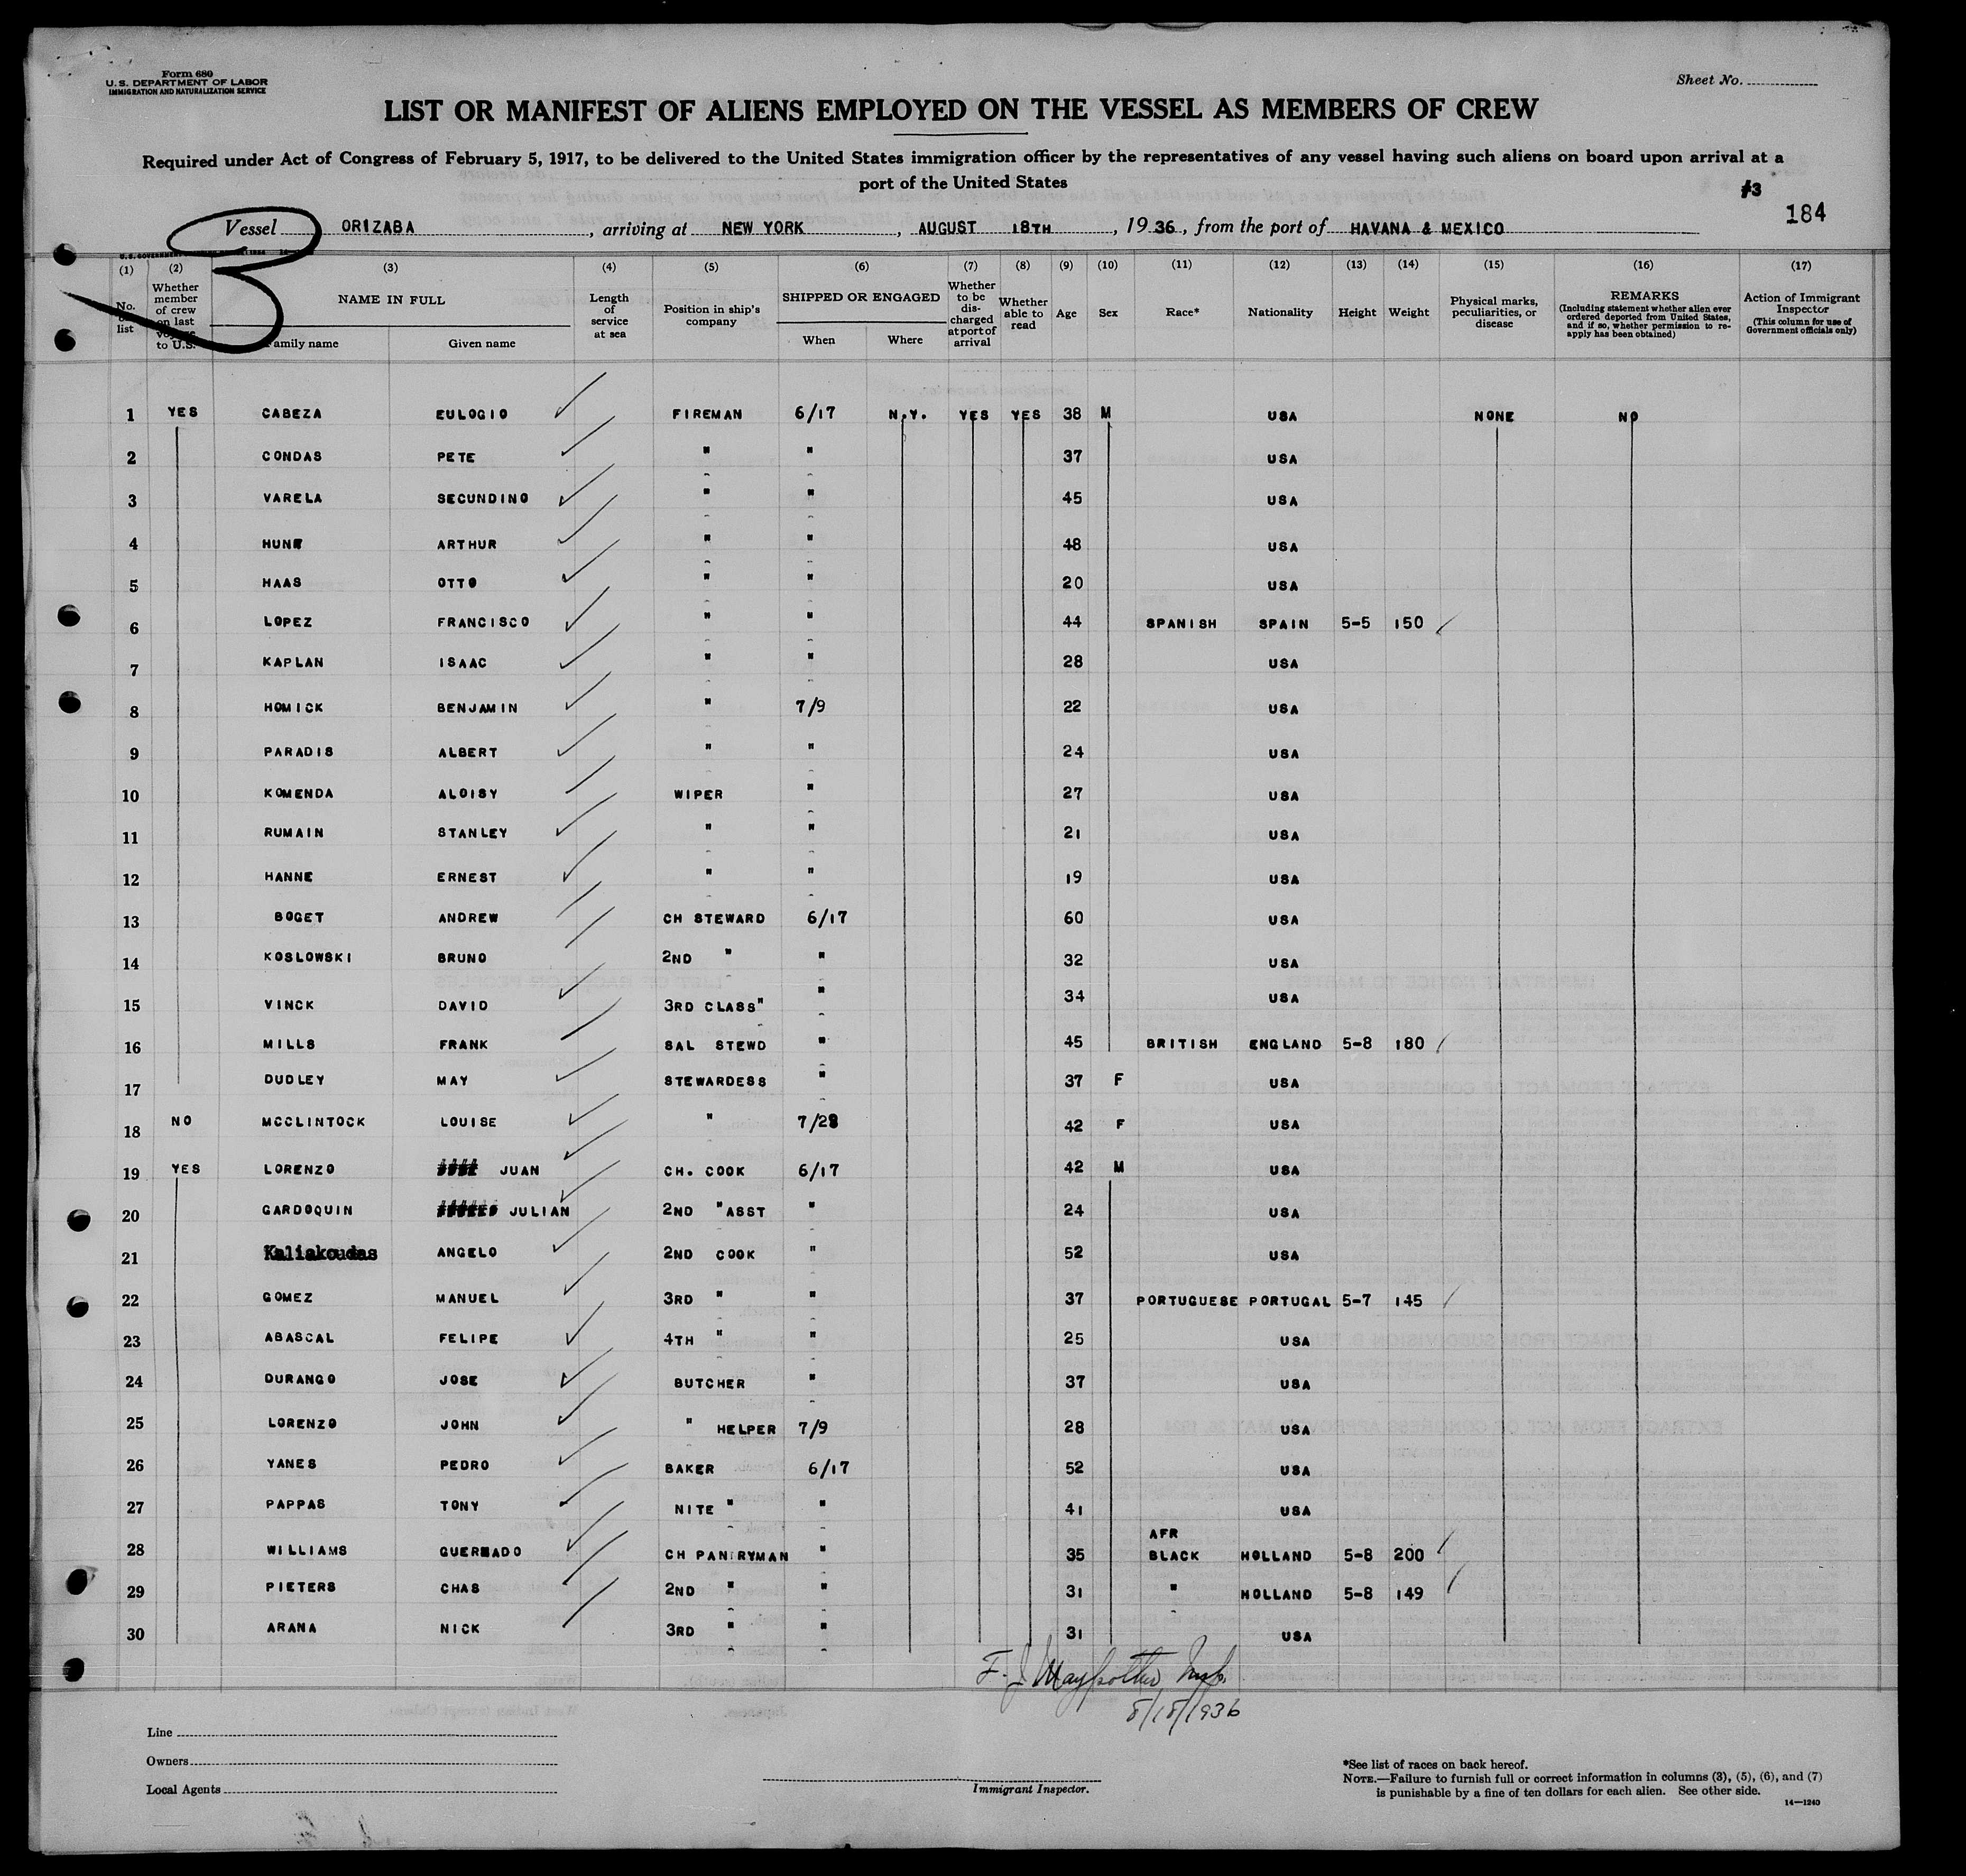 Form 680
U. S. DEPARTMENT OF LABOR
IMMIGRATION AND NATURALIZATION SERVICE
Sheet No.
LIST OR MANIFEST OF ALIENS EMPLOYED ON THE VESSEL AS MEMBERS OF CREW
Required under Act of Congress of February 5, 1917, to be delivered to the United States immigration officer by the representatives of any vessel having such aliens on board upon arrival at a
port of the United States
#3
184
Vessel ORIZABA, arriving at NEW YORK, AUGUST 18TH, 1936, from the port of HAVANA & MEXICO
3
(1) (2) (3) (4) (5) (6) (7) (8) (9) (10) (11) (12) (13) (14) (15) (16) (17)
No. on list
Whether member of crew on last voyage to U.S.
NAME IN FULL
Family name Given name
Length of service at sea
Position in ship's company
SHIPPED OR ENGAGED
When Where
Whether to be discharged at port of arrival
Whether able to read
Age Sex Race* Nationality Height Weight
Physical marks, peculiarities, or disease
REMARKS
(Including statement whether alien ever ordered deported from United States, and if so, whether permission to re-apply has been obtained)
Action of Immigrant Inspector
(This column for use of Government officials only)
1 YES CABEZA EULOGIO FIREMAN 6/17 N.Y. YES YES 38 M USA NONE NO
2 CONDAS PETE " " 37 USA
3 VARELA SECUNDINO " " 45 USA
4 HUNE ARTHUR " " 48 USA
5 HAAS OTTO " " 20 USA
6 LOPEZ FRANCISCO " " 44 SPANISH SPAIN 5-5 150
7 KAPLAN ISAAC " " 28 USA
8 HOMICK BENJAMIN " 7/9 22 USA
9 PARADIS ALBERT " " 24 USA
10 KOMENDA ALOISY WIPER " 27 USA
11 RUMAIN STANLEY " " 21 USA
12 HANNE ERNEST " " 19 USA
13 BOGET ANDREW CH STEWARD 6/17 60 USA
14 KOSLOWSKI BRUNO 2ND " " 32 USA
15 VINCK DAVID 3RD CLASS" " 34 USA
16 MILLS FRANK SAL STEWD " 45 BRITISH ENGLAND 5-8 180
17 DUDLEY MAY STEWARDESS " 37 F USA
18 NO MCCLINTOCK LOUISE " 7/28 42 F USA
19 YES LORENZO JUAN CH. COOK 6/17 42 M USA
20 GARDOQUIN JULIAN 2ND "ASST " 24 USA
21 Kaliakoudas ANGELO 2ND COOK " 52 USA
22 GOMEZ MANUEL 3RD " " 37 PORTUGUESE PORTUGAL 5-7 145
23 ABASCAL FELIPE 4TH " " 25 USA
24 DURANGO JOSE BUTCHER " 37 USA
25 LORENZO JOHN " HELPER 7/9 28 USA
26 YANES PEDRO BAKER 6/17 52 USA
27 PAPPAS TONY NITE " " 41 USA
28 WILLIAMS CH PANTRYMAN " 35 AFR BLACK HOLLAND 5-8 200
29 PIETERS CHAS 2ND " " 31 " HOLLAND 5-8 149
30 ARANA NICK 3RD " " 31 USA
F. J. Insp.
8/18/1936
Line
Owners
Local Agents
Immigrant Inspector.
*See list of races on back hereof.
NOTE.—Failure to furnish full or correct information in columns (3), (5), (6), and (7)
is punishable by a fine of ten dollars for each alien. See other side.
14—1240